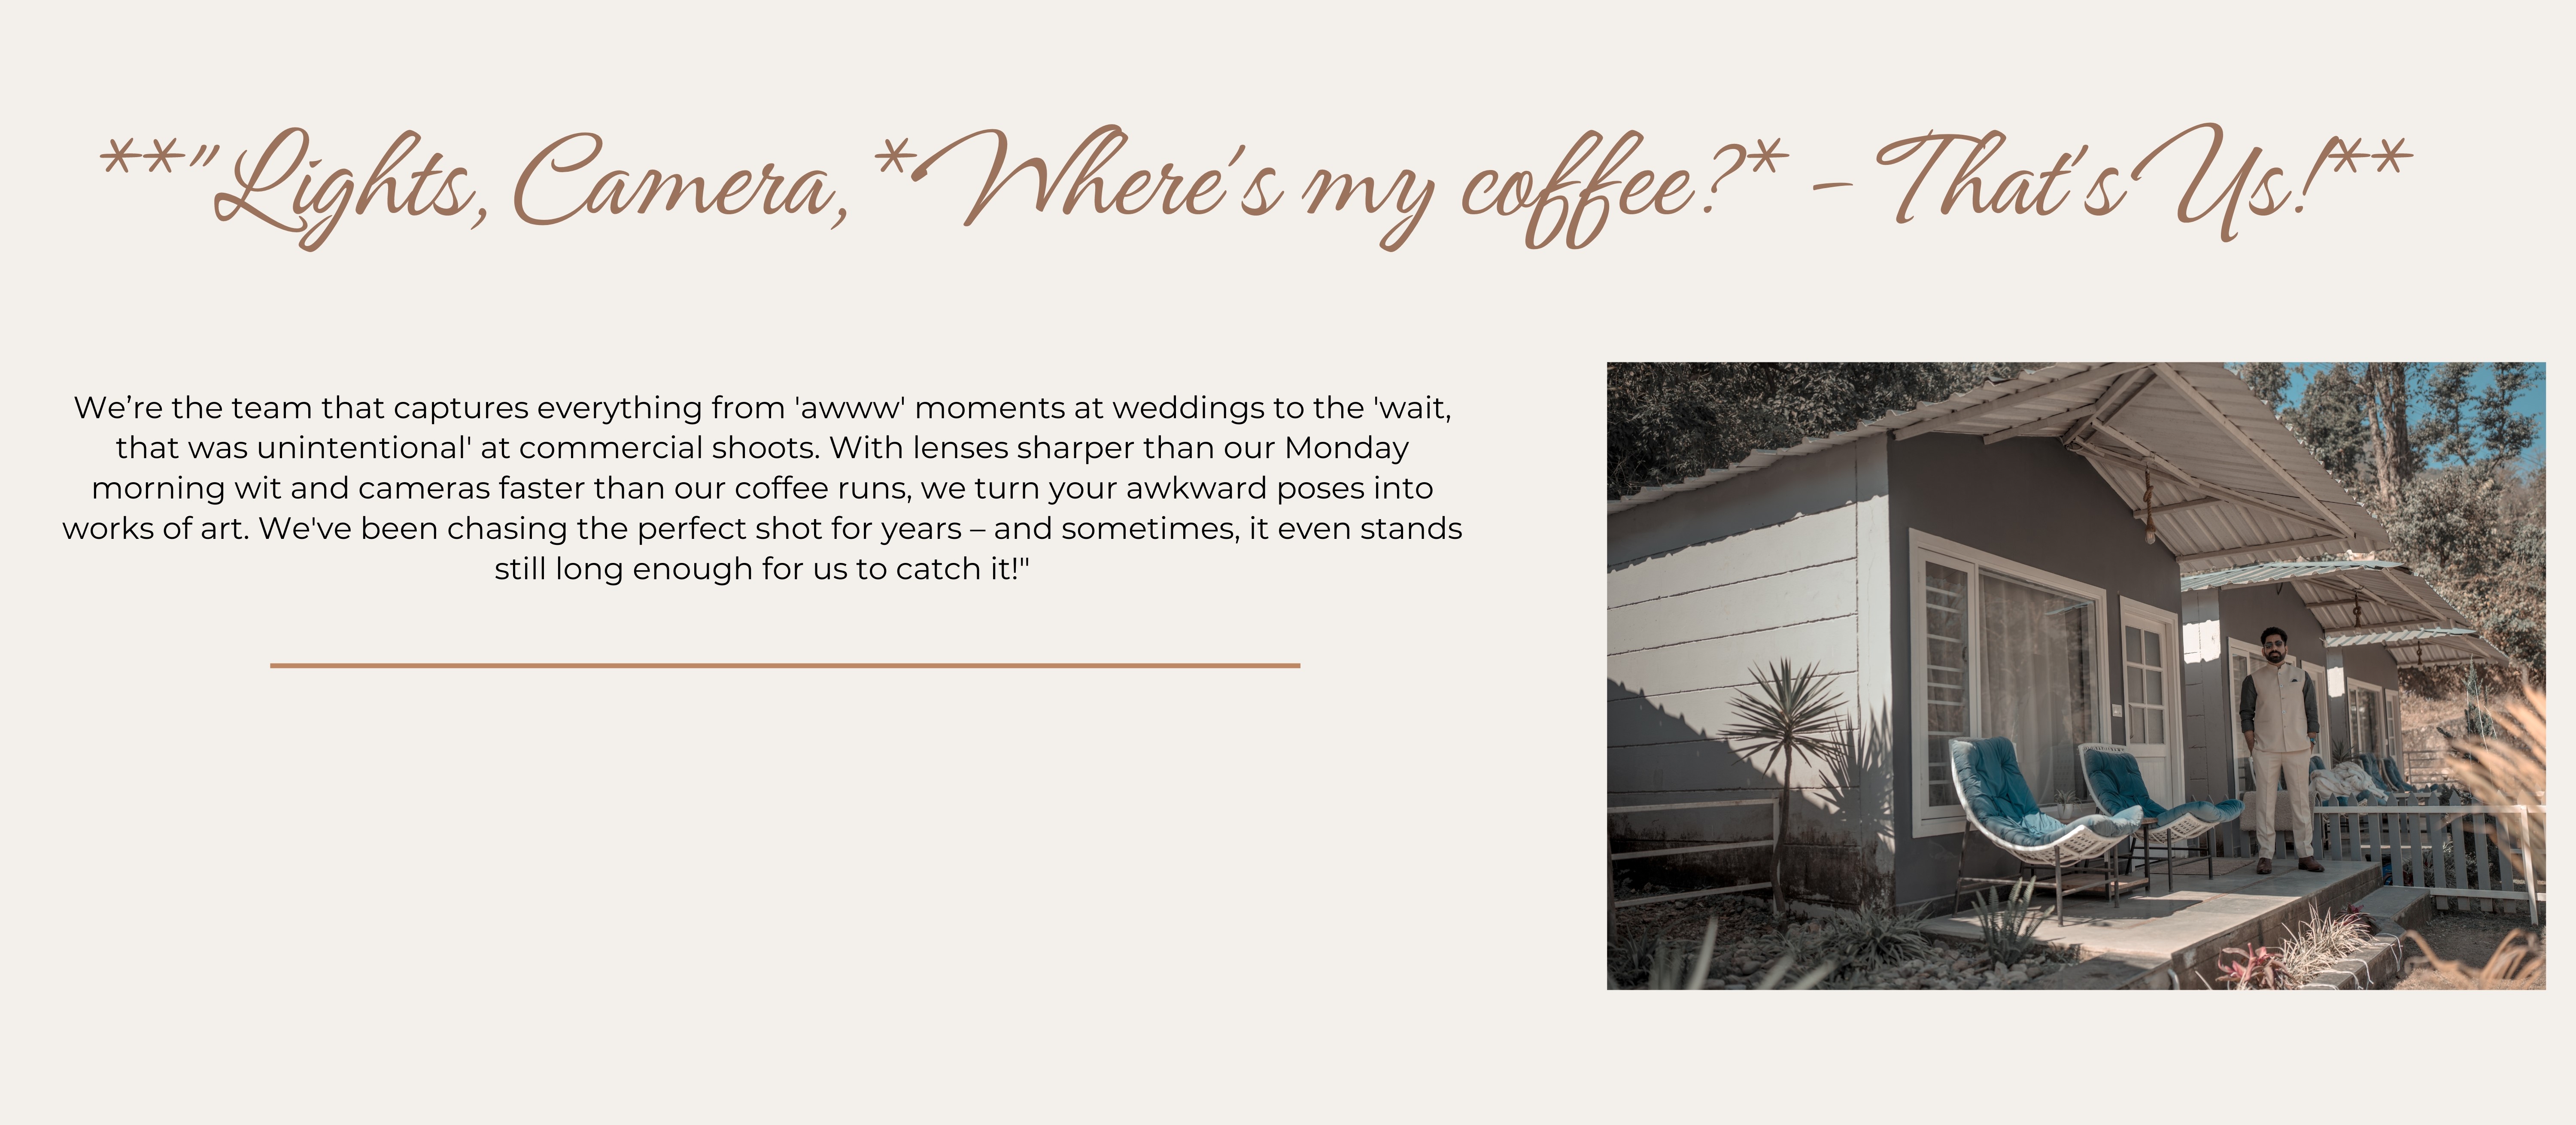 **"Lights, Camera, *Where's my coffee?* – That's Us!**
We’re the team that captures everything from 'awww' moments at weddings to the 'wait,
that was unintentional' at commercial shoots. With lenses sharper than our Monday
morning wit and cameras faster than our coffee runs, we turn your awkward poses into
works of art. We've been chasing the perfect shot for years – and sometimes, it even stands
still long enough for us to catch it!"